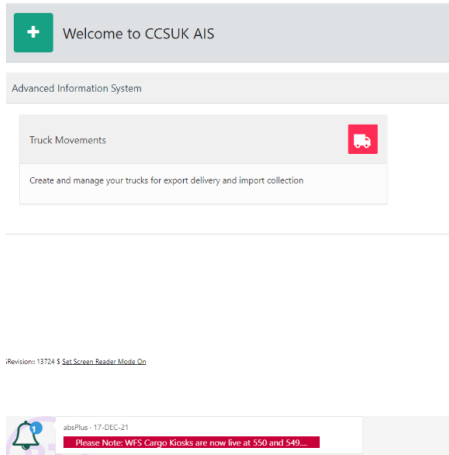 Welcome to CCSUK AIS
Advanced Information System
Truck Movements
Create and manage your trucks for export delivery and import collection
$Revision:: 13724 $ Set Screen Reader Mode On
1
absPlus - 17-DEC-21
Please Note: WFS Cargo Kiosks are now live at 550 and 549....